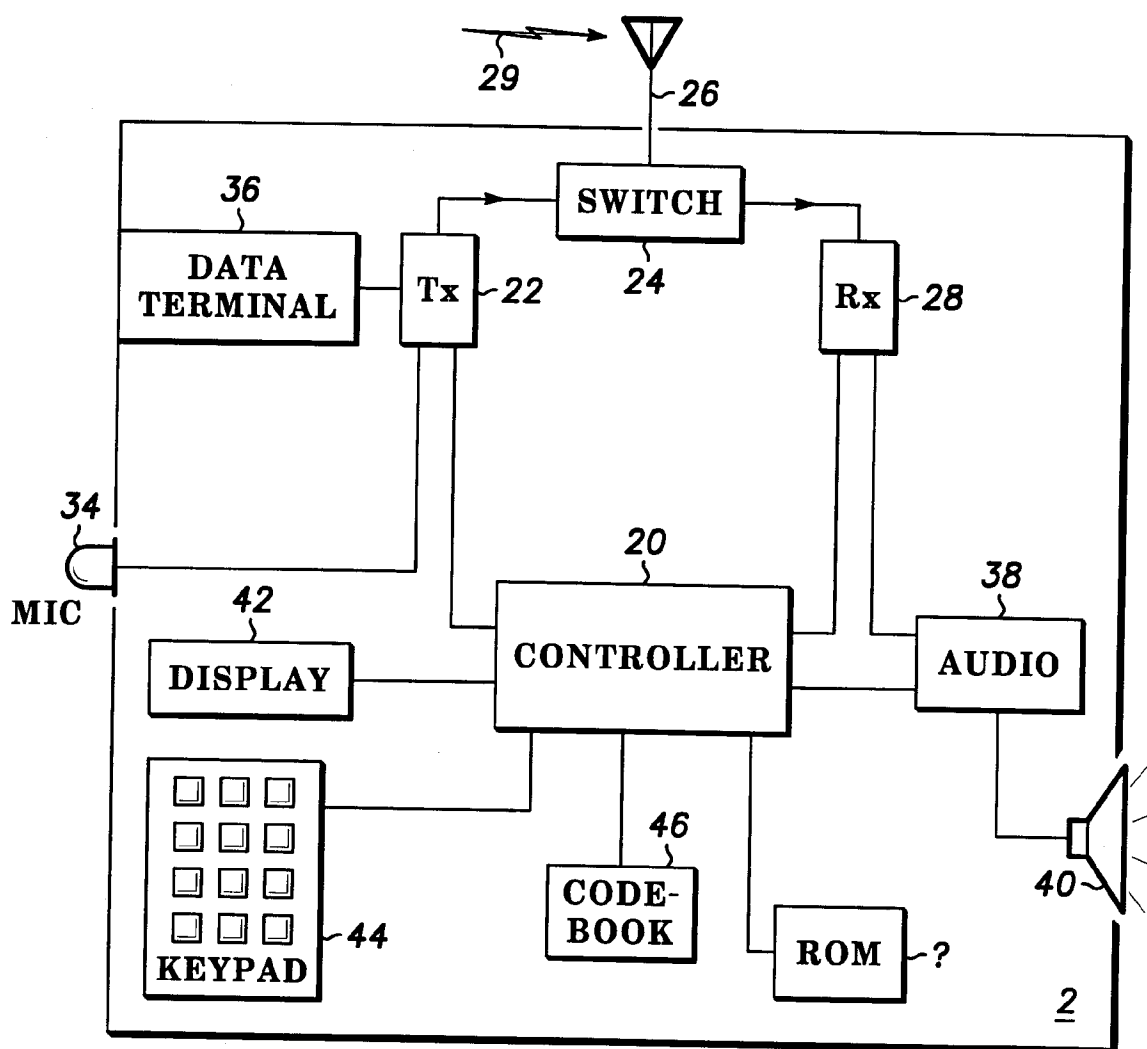 29
26
36
SWITCH
DATA
TERMINAL
Tx
22
24
Rx
28
34
MIC
20
38
42
CONTROLLER
AUDIO
DISPLAY
46
CODE-
BOOK
40
44
KEYPAD
ROM
?
2